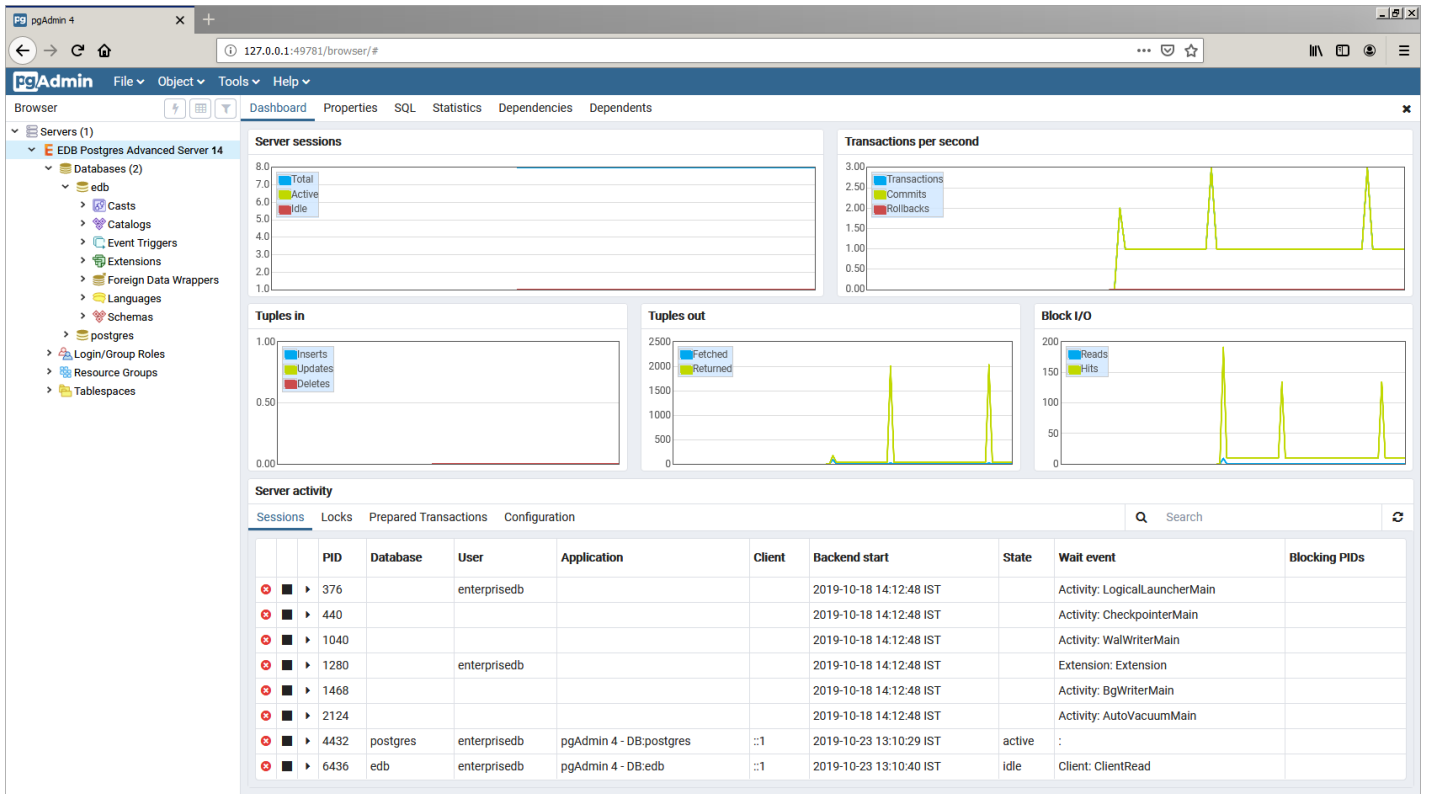 pgAdmin 4
127.0.0.1:49781/browser/#
pgAdmin File Object Tools Help
Browser
Dashboard Properties SQL Statistics Dependencies Dependents
Servers (1)
EDB Postgres Advanced Server 14
Databases (2)
edb
Casts
Catalogs
Event Triggers
Extensions
Foreign Data Wrappers
Languages
Schemas
postgres
Login/Group Roles
Resource Groups
Tablespaces
Server sessions
8.0
7.0
6.0
5.0
4.0
3.0
2.0
1.0
Total
Active
Idle
Transactions per second
3.00
2.50
2.00
1.50
1.00
0.50
0.00
Transactions
Commits
Rollbacks
Tuples in
1.00
0.50
0.00
Inserts
Updates
Deletes
Tuples out
2500
2000
1500
1000
500
0
Fetched
Returned
Block I/O
200
150
100
50
0
Reads
Hits
Server activity
Sessions Locks Prepared Transactions Configuration Search
PID Database User Application Client Backend start State Wait event Blocking PIDs
376 enterprisedb 2019-10-18 14:12:48 IST Activity: LogicalLauncherMain
440 2019-10-18 14:12:48 IST Activity: CheckpointerMain
1040 2019-10-18 14:12:48 IST Activity: WalWriterMain
1280 enterprisedb 2019-10-18 14:12:48 IST Extension: Extension
1468 2019-10-18 14:12:48 IST Activity: BgWriterMain
2124 2019-10-18 14:12:48 IST Activity: AutoVacuumMain
4432 postgres enterprisedb pgAdmin 4 - DB:postgres ::1 2019-10-23 13:10:29 IST active :
6436 edb enterprisedb pgAdmin 4 - DB:edb ::1 2019-10-23 13:10:40 IST idle Client: ClientRead